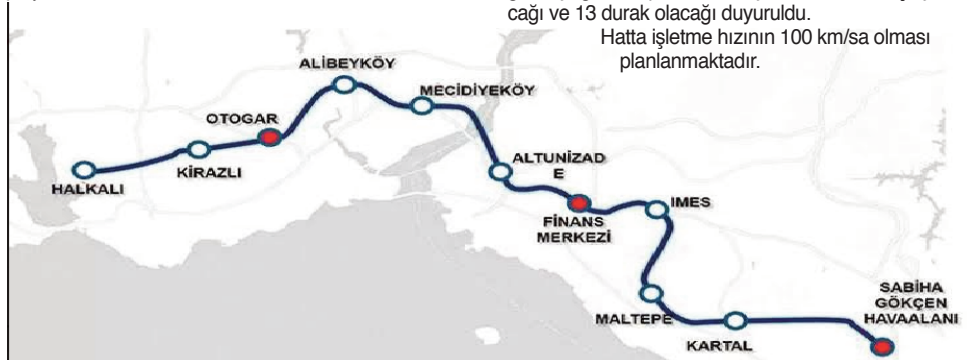 cağı ve 13 durak olacağı duyuruldu.
Hatta işletme hızının 100 km/sa olması
planlanmaktadır.
ALİBEYKÖY
MECİDİYEKÖY
OTOGAR
HALKALI
KİRAZLI
ALTUNİZAD
E
FİNANS
MERKEZİ
IMES
MALTEPE
KARTAL
SABİHA
GÖKÇEN
HAVAALANI